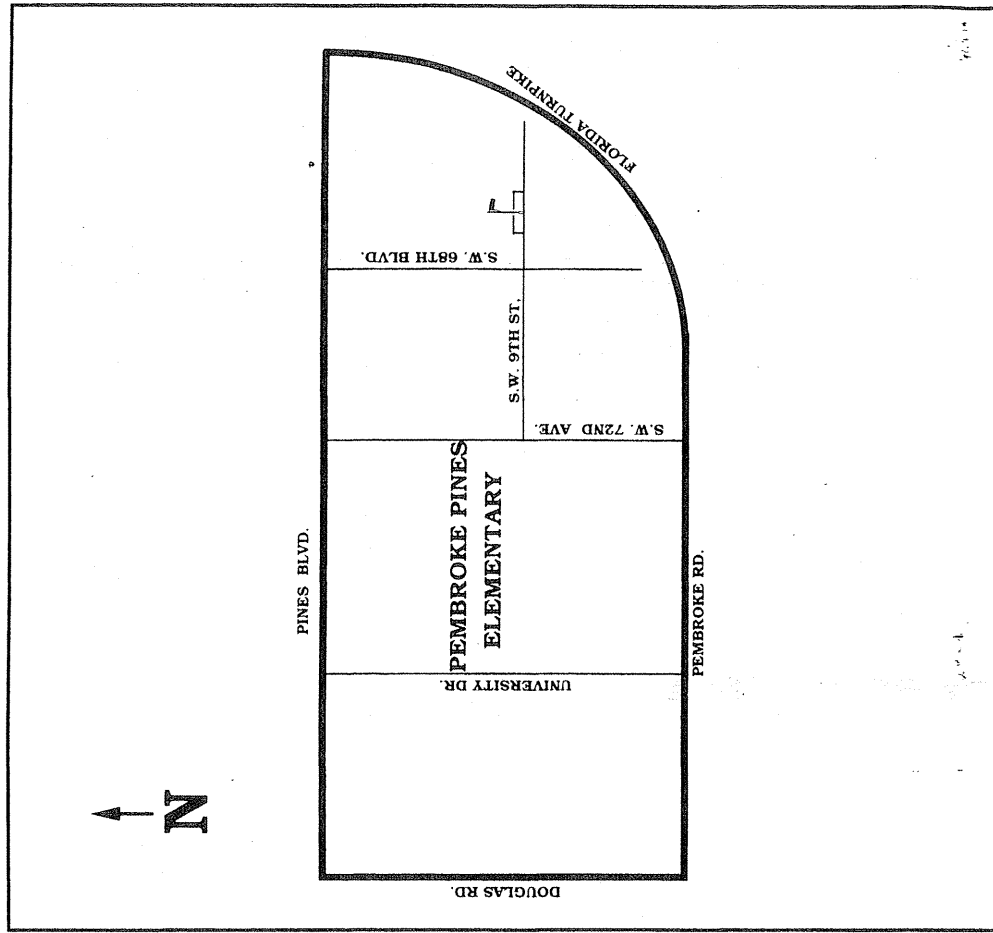 N
PINES BLVD.
FLORIDA TURNPIKE
S.W. 68TH BLVD.
S.W. 9TH ST.
S.W. 72ND AVE.
PEMBROKE PINES
ELEMENTARY
UNIVERSITY DR.
PEMBROKE RD.
DOUGLAS RD.